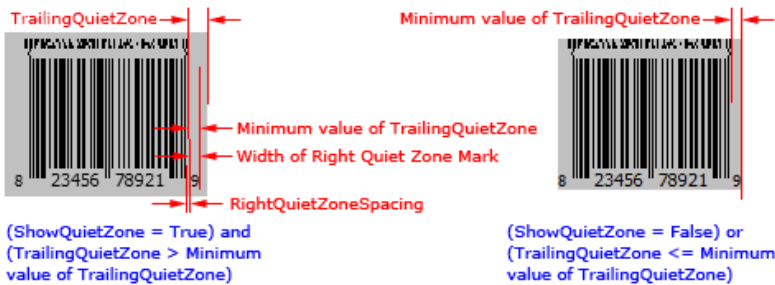 TrailingQuietZone
Minimum value of TrailingQuietZone
Minimum value of TrailingQuietZone
Width of Right Quiet Zone Mark
8 23456 78921 9
8 23456 78921 9
RightQuietZoneSpacing
(ShowQuietZone = True) and
(TrailingQuietZone > Minimum
value of TrailingQuietZone)
(ShowQuietZone = False) or
(TrailingQuietZone <= Minimum
value of TrailingQuietZone)